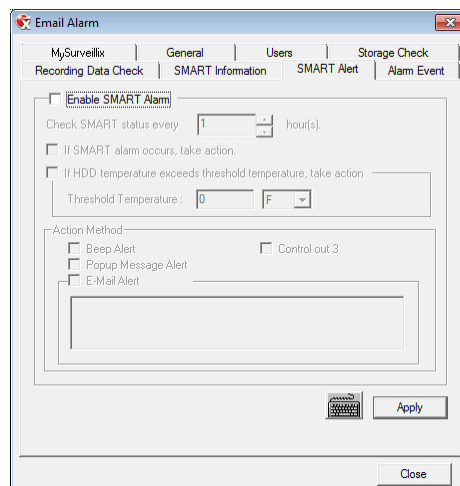 Email Alarm
MySurveillix General Users Storage Check
Recording Data Check SMART Information SMART Alert Alarm Event
Enable SMART Alarm
Check SMART status every 1 hour(s).
If SMART alarm occurs, take action.
If HDD temperature exceeds threshold temperature, take action
Threshold Temperature : 0 F
Action Method
Beep Alert Control out 3
Popup Message Alert
E-Mail Alert
Apply
Close